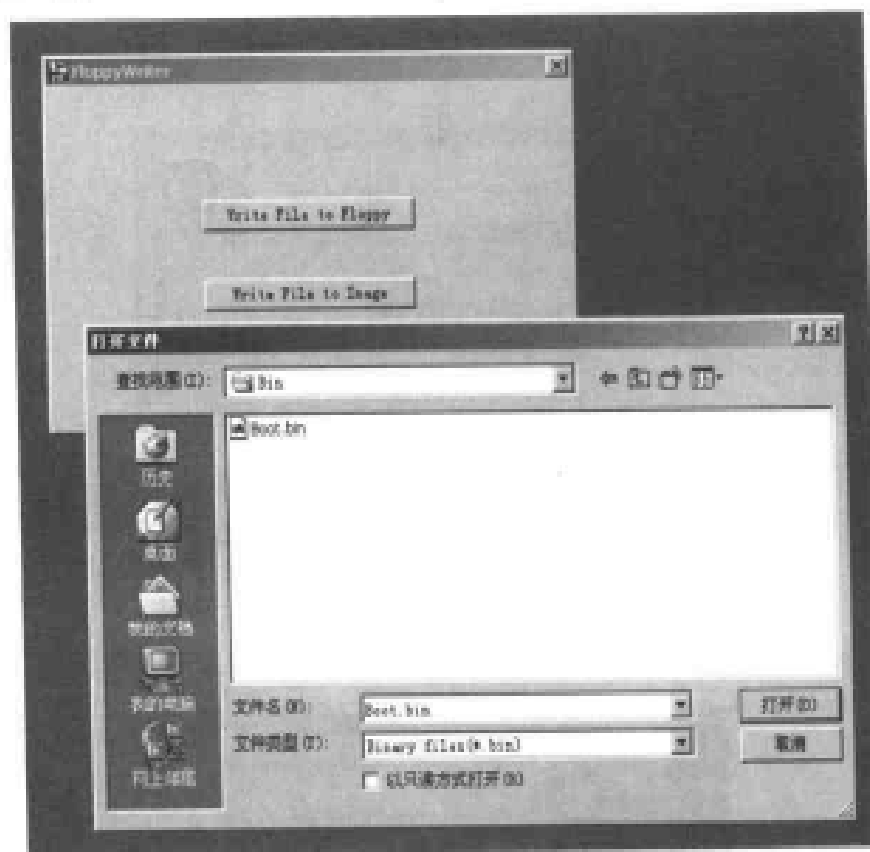 FloppyWriter
Write File to Floppy
Write File to Image
打开文件
查找范围(I):
Bin
Boot.bin
历史
桌面
我的文档
我的电脑
网上邻居
文件名(N):
Boot.bin
打开(O)
文件类型(T):
Binary files(*.bin)
取消
以只读方式打开(R)